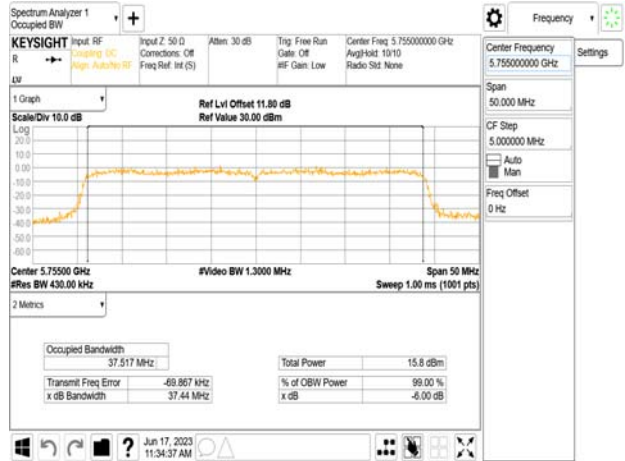 Spectrum Analyzer 1
Occupied BW
Frequency
KEYSIGHT Input: RF Input Z: 50 Ω Atten: 30 dB Trig: Free Run Center Freq: 5.755000000 GHz
R Coupling: DC Corrections: Off Gate: Off Avg|Hold: 10/10
Align: Auto/No RF Freq Ref: Int (S) #IF Gain: Low Radio Std: None
LXI
Center Frequency
5.755000000 GHz
Settings
Span
50.000 MHz
CF Step
5.000000 MHz
Auto
Man
Freq Offset
0 Hz
1 Graph
Ref Lvl Offset 11.80 dB
Scale/Div 10.0 dB Ref Value 30.00 dBm
Log
20.0
10.0
0.00
-10.0
-20.0
-30.0
-40.0
-50.0
-60.0
Center 5.75500 GHz #Video BW 1.3000 MHz Span 50 MHz
#Res BW 430.00 kHz Sweep 1.00 ms (1001 pts)
2 Metrics
Occupied Bandwidth
37.517 MHz
Total Power 15.8 dBm
Transmit Freq Error -69.867 kHz % of OBW Power 99.00 %
x dB Bandwidth 37.44 MHz x dB -6.00 dB
Jun 17, 2023
11:34:37 AM